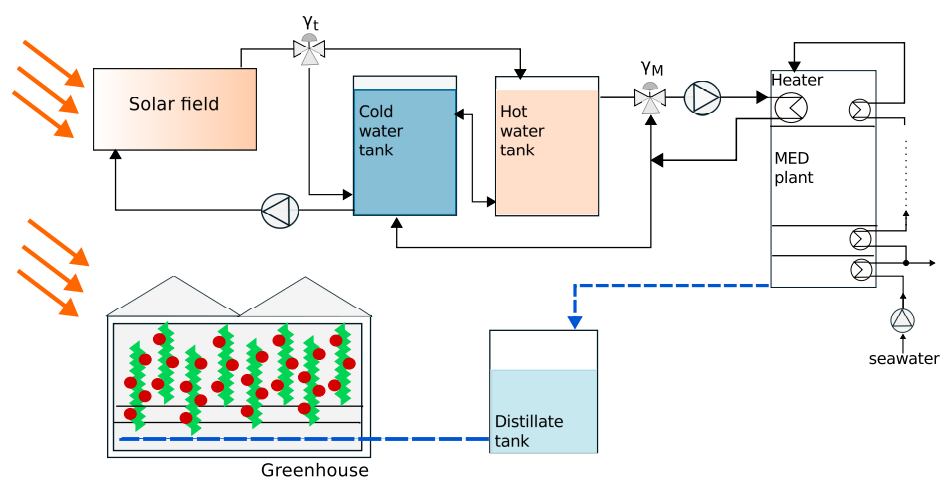 γt
γM
Solar field
Cold
water
tank
Hot
water
tank
Heater
MED
plant
seawater
Distillate
tank
Greenhouse